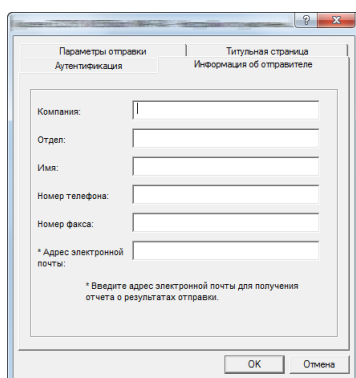 Параметры отправки
Титульная страница
Аутентификация
Информация об отправителе
Компания:
Отдел:
Имя:
Номер телефона:
Номер факса:
* Адрес электронной
почты:
* Введите адрес электронной почты для получения
отчета о результатах отправки.
OK
Отмена